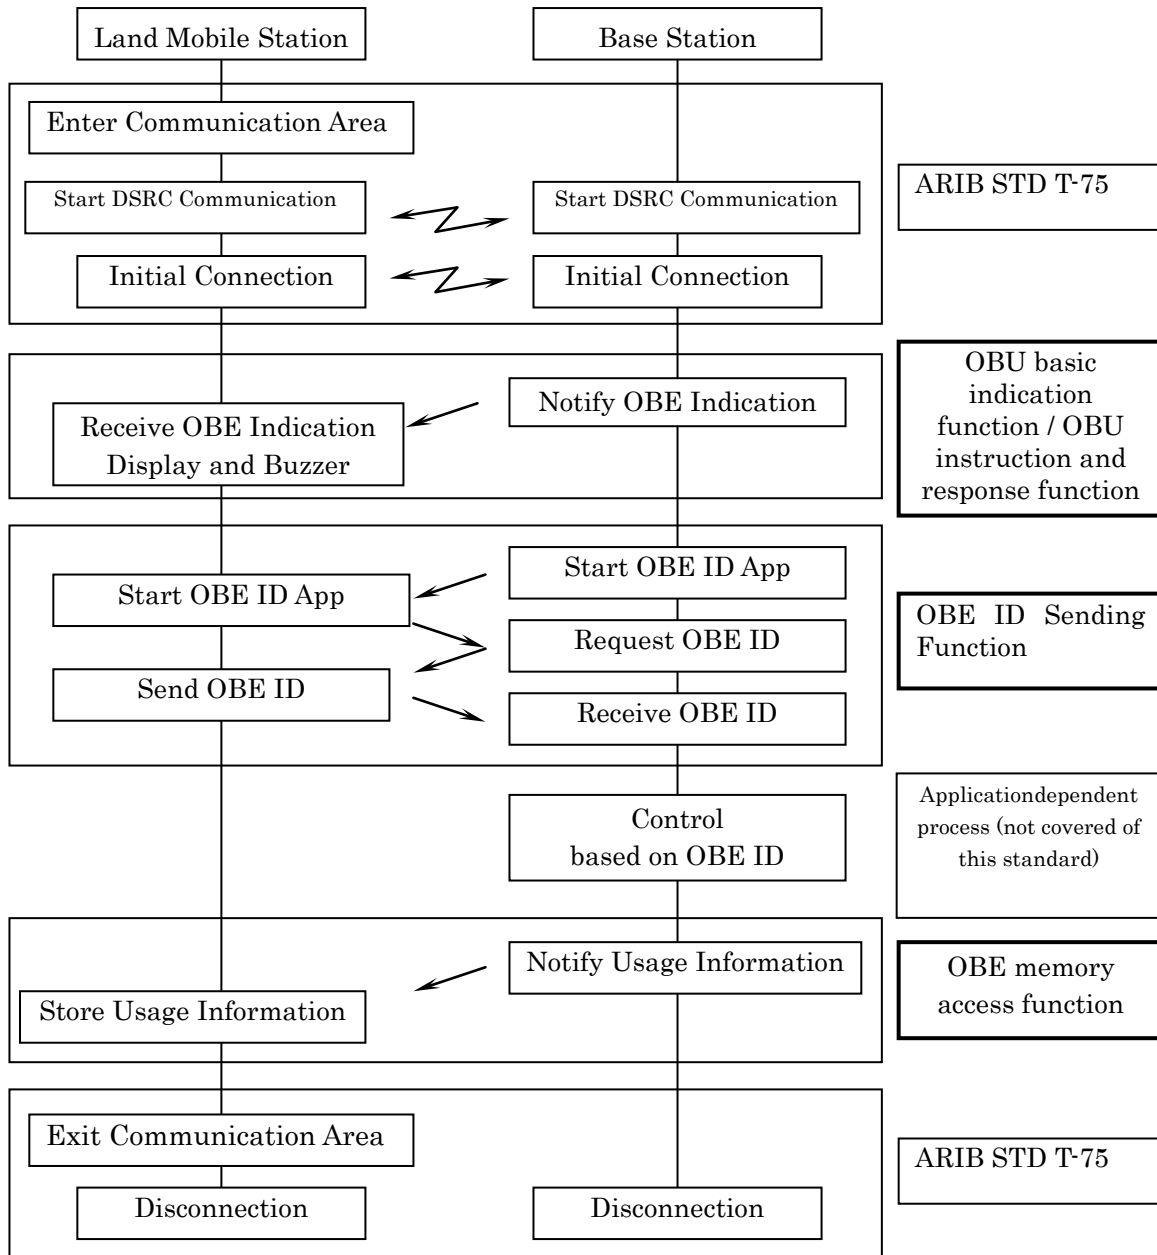 Land Mobile Station
Base Station
Enter Communication Area
Start DSRC Communication
Start DSRC Communication
ARIB STD T-75
Initial Connection
Initial Connection
Notify OBE Indication
Receive OBE Indication
Display and Buzzer
OBU basic
indication
function / OBU
instruction and
response function
Start OBE ID App
Start OBE ID App
Request OBE ID
Send OBE ID
Receive OBE ID
OBE ID Sending
Function
Control
based on OBE ID
Applicationdependent
process (not covered of
this standard)
Notify Usage Information
Store Usage Information
OBE memory
access function
Exit Communication Area
Disconnection
Disconnection
ARIB STD T-75